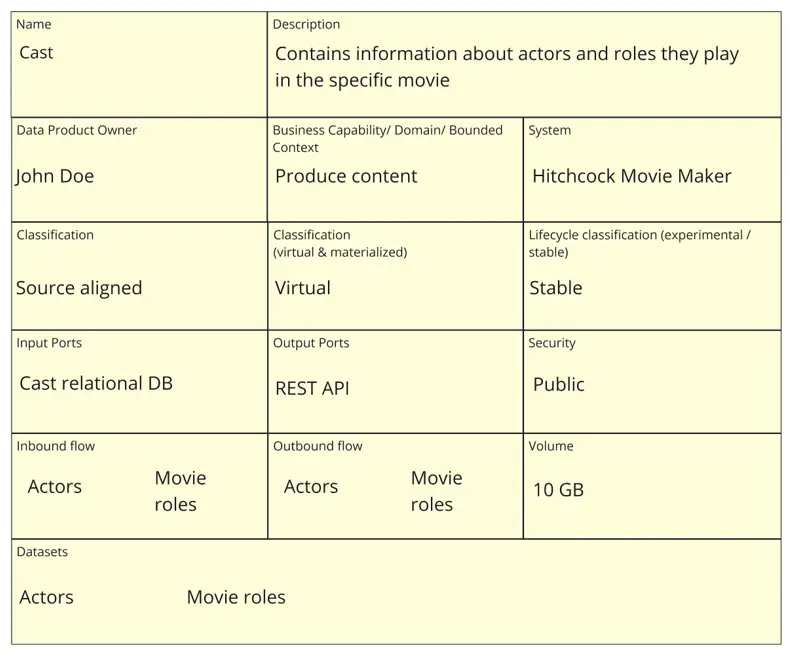 Name
Cast
Description
Contains information about actors and roles they play
in the specific movie
Data Product Owner
John Doe
Business Capability/ Domain/ Bounded
Context
Produce content
System
Hitchcock Movie Maker
Classification
Source aligned
Classification
(virtual & materialized)
Virtual
Lifecycle classification (experimental /
stable)
Stable
Input Ports
Cast relational DB
Output Ports
REST API
Security
Public
Inbound flow
Actors
Movie
roles
Outbound flow
Actors
Movie
roles
Volume
10 GB
Datasets
Actors
Movie roles